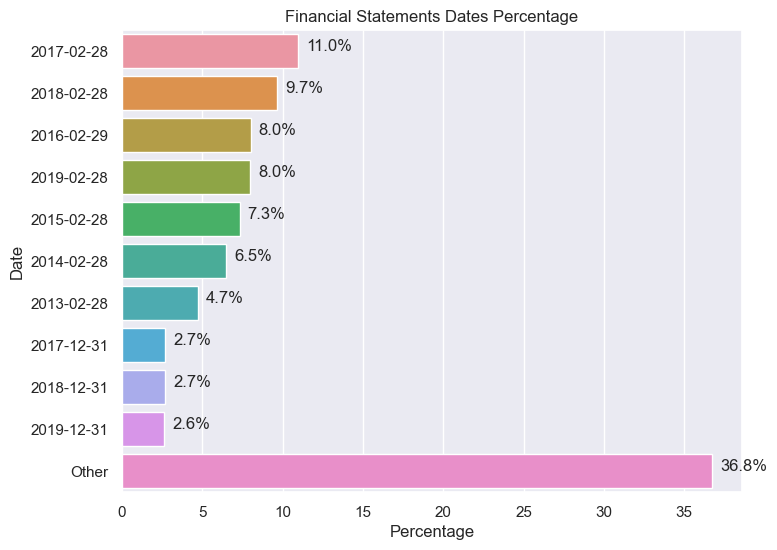 Financial Statements Dates Percentage
2017-02-28 11.0%
2018-02-28 9.7%
2016-02-29 8.0%
2019-02-28 8.0%
2015-02-28 7.3%
2014-02-28 6.5%
Date
2013-02-28 4.7%
2017-12-31 2.7%
2018-12-31 2.7%
2019-12-31 2.6%
Other 36.8%
0 5 10 15 20 25 30 35
Percentage